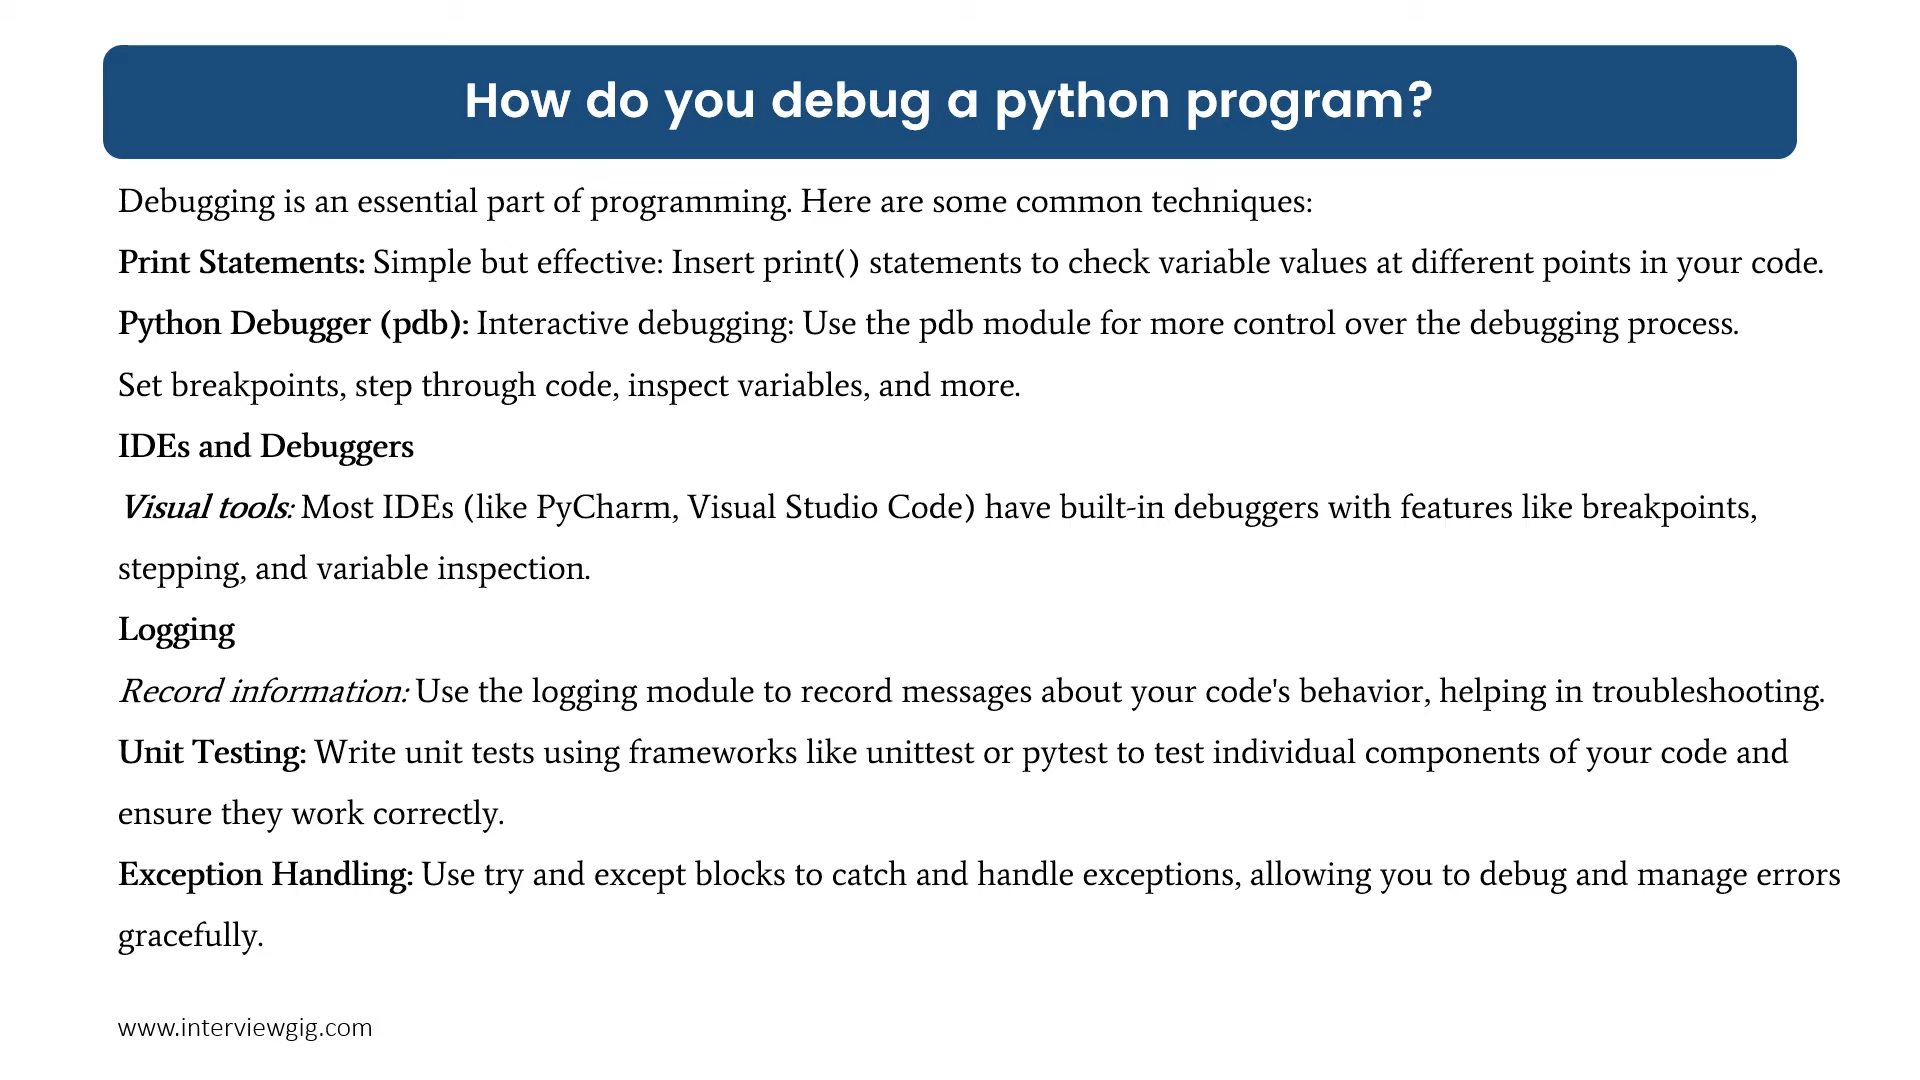 How do you debug a python program?
Debugging is an essential part of programming. Here are some common techniques:
Print Statements: Simple but effective: Insert print() statements to check variable values at different points in your code.
Python Debugger (pdb): Interactive debugging: Use the pdb module for more control over the debugging process.
Set breakpoints, step through code, inspect variables, and more.
IDEs and Debuggers
Visual tools: Most IDEs (like PyCharm, Visual Studio Code) have built-in debuggers with features like breakpoints,
stepping, and variable inspection.
Logging
Record information: Use the logging module to record messages about your code's behavior, helping in troubleshooting.
Unit Testing: Write unit tests using frameworks like unittest or pytest to test individual components of your code and
ensure they work correctly.
Exception Handling: Use try and except blocks to catch and handle exceptions, allowing you to debug and manage errors
gracefully.
www.interviewgig.com